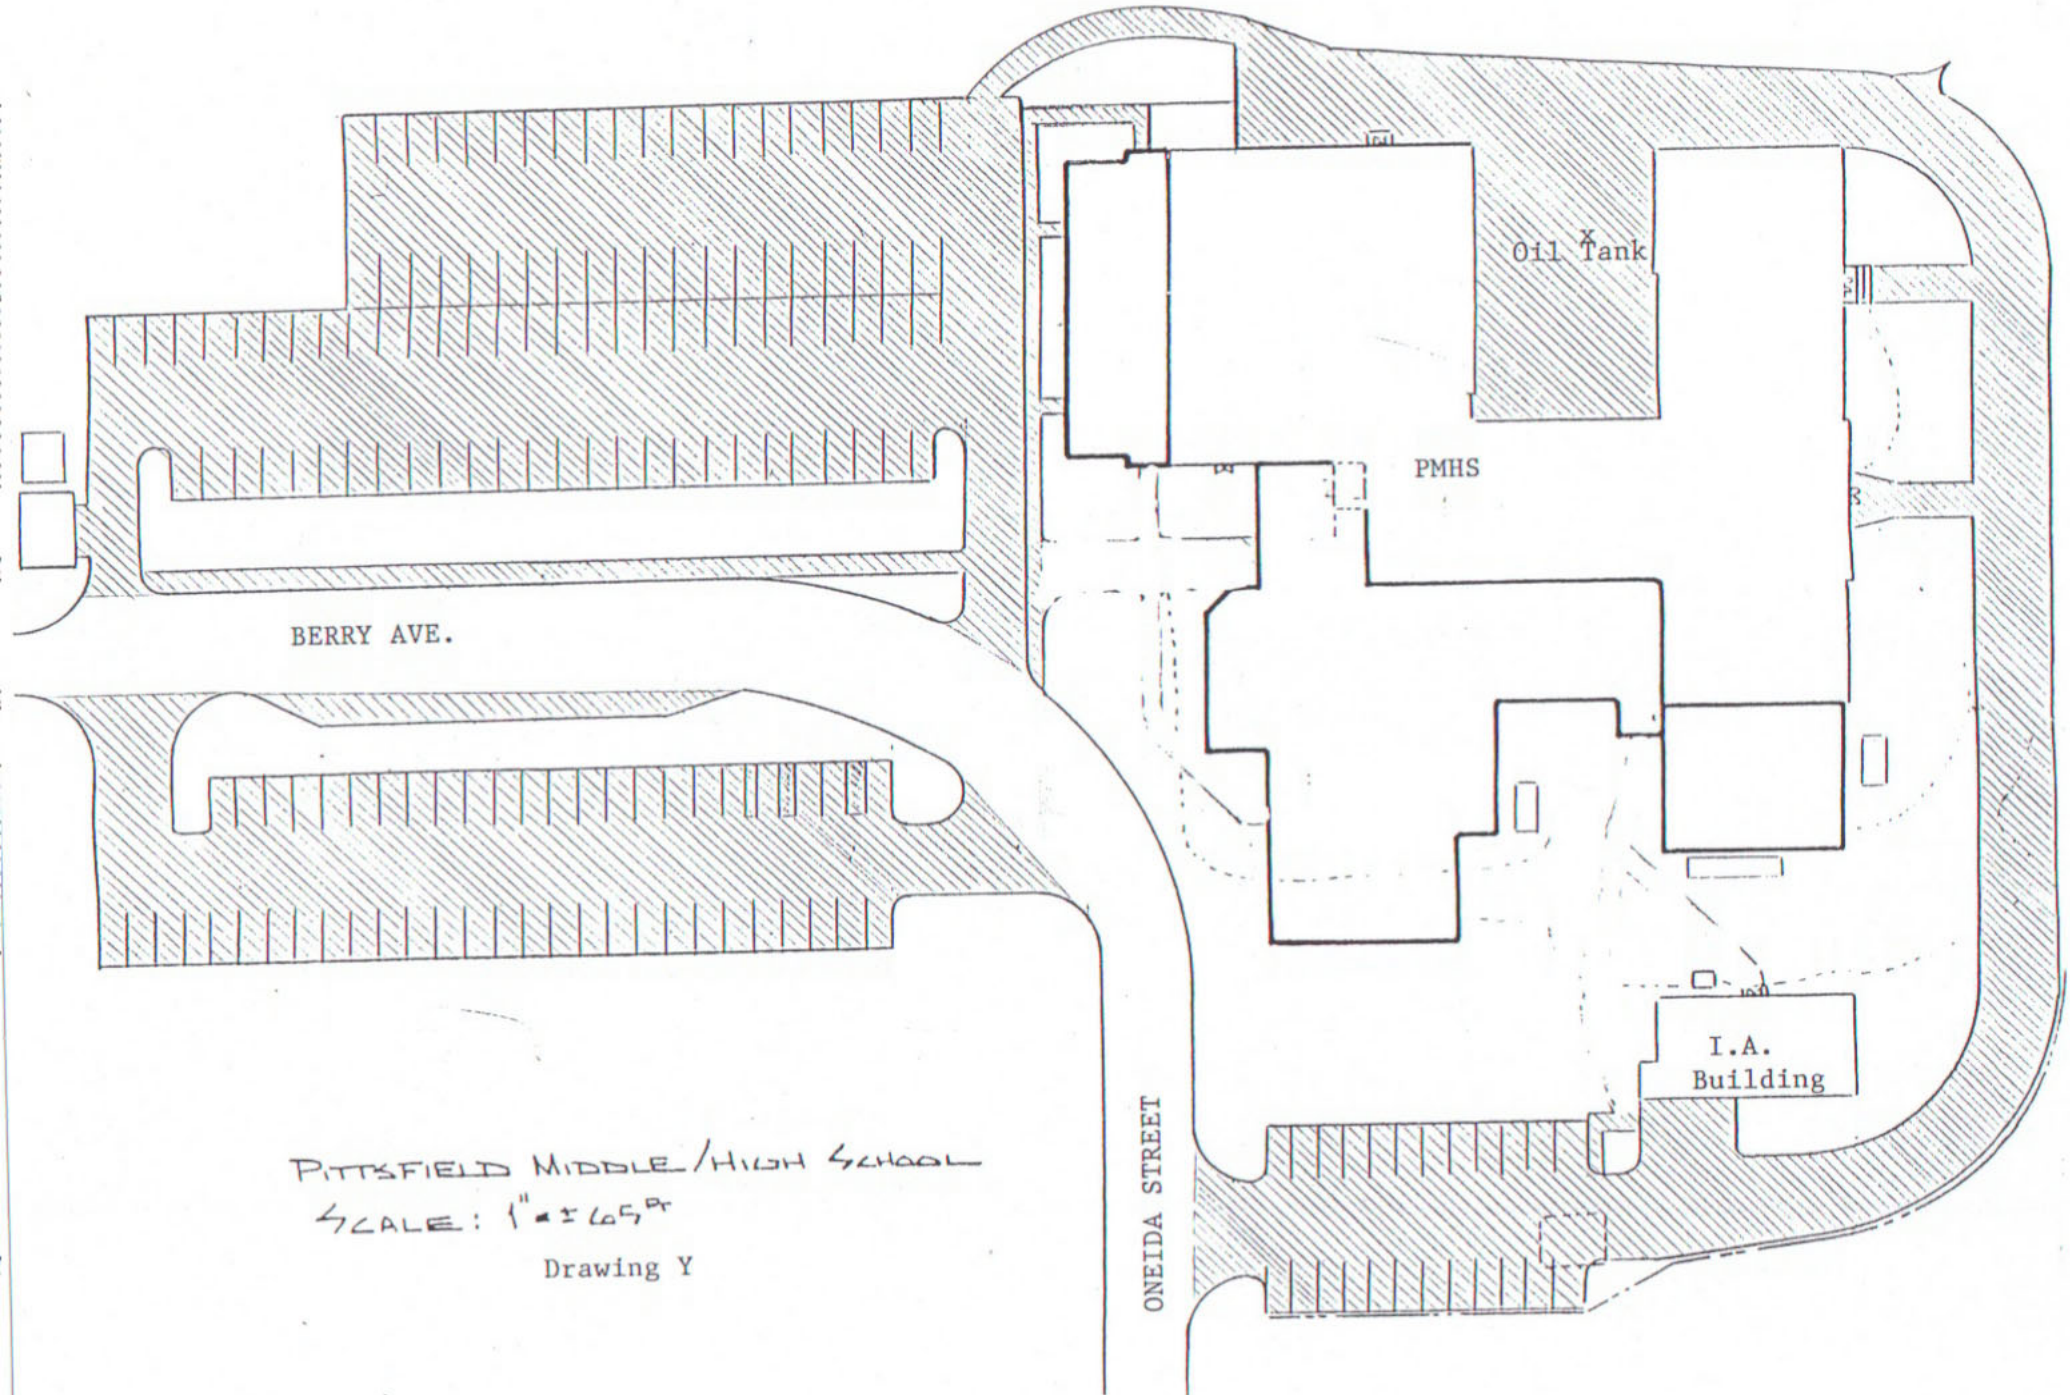 Oil Tank
x
PMHS
BERRY AVE.
I.A.
Building
ONEIDA STREET
PITTSFIELD MIDDLE/HIGH SCHOOL
SCALE: 1" = ± 65 FT
Drawing Y